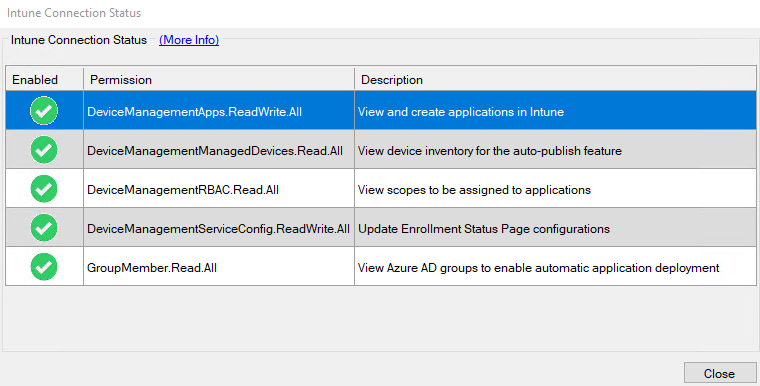 Intune Connection Status
Intune Connection Status (More Info)
Enabled Permission Description
DeviceManagementApps.ReadWrite.All View and create applications in Intune
DeviceManagementManagedDevices.Read.All View device inventory for the auto-publish feature
DeviceManagementRBAC.Read.All View scopes to be assigned to applications
DeviceManagementServiceConfig.ReadWrite.All Update Enrollment Status Page configurations
GroupMember.Read.All View Azure AD groups to enable automatic application deployment
Close